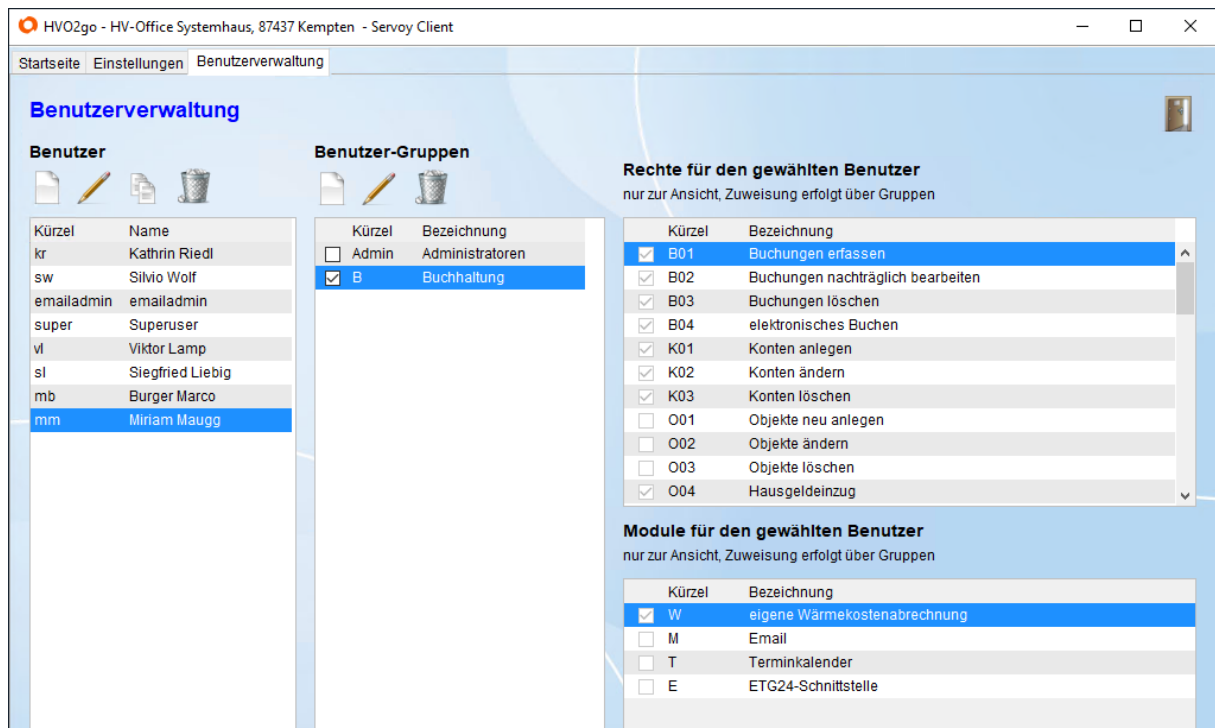 HVO2go - HV-Office Systemhaus, 87437 Kempten - Servoy Client
Startseite Einstellungen Benutzerverwaltung
Benutzerverwaltung
Benutzer
Kürzel Name
kr Kathrin Riedl
sw Silvio Wolf
emailadmin emailadmin
super Superuser
vl Viktor Lamp
sl Siegfried Liebig
mb Burger Marco
mm Miriam Maugg
Benutzer-Gruppen
Kürzel Bezeichnung
Admin Administratoren
B Buchhaltung
Rechte für den gewählten Benutzer
nur zur Ansicht, Zuweisung erfolgt über Gruppen
Kürzel Bezeichnung
B01 Buchungen erfassen
B02 Buchungen nachträglich bearbeiten
B03 Buchungen löschen
B04 elektronisches Buchen
K01 Konten anlegen
K02 Konten ändern
K03 Konten löschen
O01 Objekte neu anlegen
O02 Objekte ändern
O03 Objekte löschen
O04 Hausgeldeinzug
Module für den gewählten Benutzer
nur zur Ansicht, Zuweisung erfolgt über Gruppen
Kürzel Bezeichnung
W eigene Wärmekostenabrechnung
M Email
T Terminkalender
E ETG24-Schnittstelle